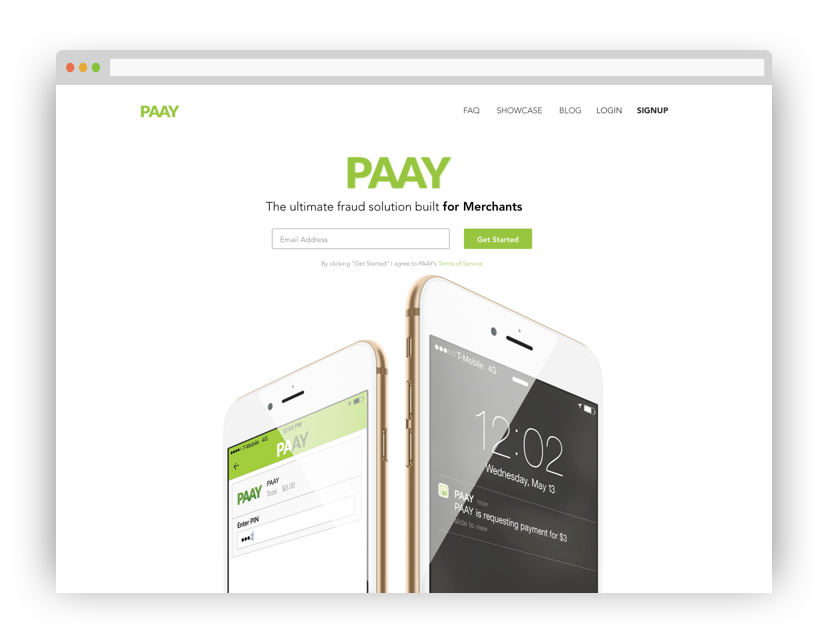 PAAY
FAQ SHOWCASE BLOG LOGIN SIGNUP
PAAY
The ultimate fraud solution built for Merchants
Email Address
Get Started
By clicking "Get Started" I agree to PAAY's Terms of Service
T-Mobile 4G
12:02
Wednesday, May 13
PAAY now
PAAY is requesting payment for $3
slide to view
T-Mobile 4G
PAAY
PAAY
PAAY
Total $3.00
Enter PIN